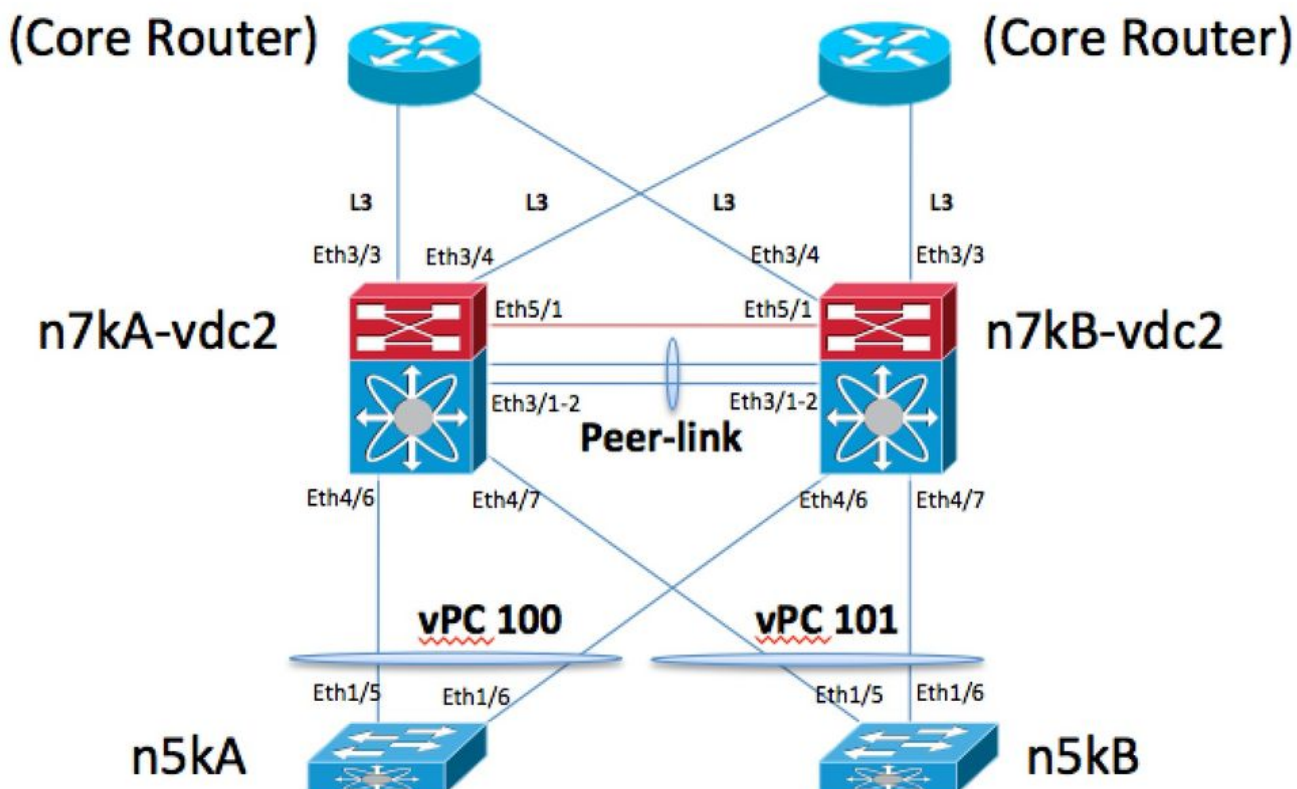 (Core Router) (Core Router)
L3 L3 L3 L3
Eth3/3 Eth3/4 Eth3/4 Eth3/3
n7kA-vdc2 Eth5/1 Eth5/1 n7kB-vdc2
Eth3/1-2 Eth3/1-2
Peer-link
Eth4/6 Eth4/7 Eth4/6 Eth4/7
vPC 100 vPC 101
Eth1/5 Eth1/6 Eth1/5 Eth1/6
n5kA n5kB